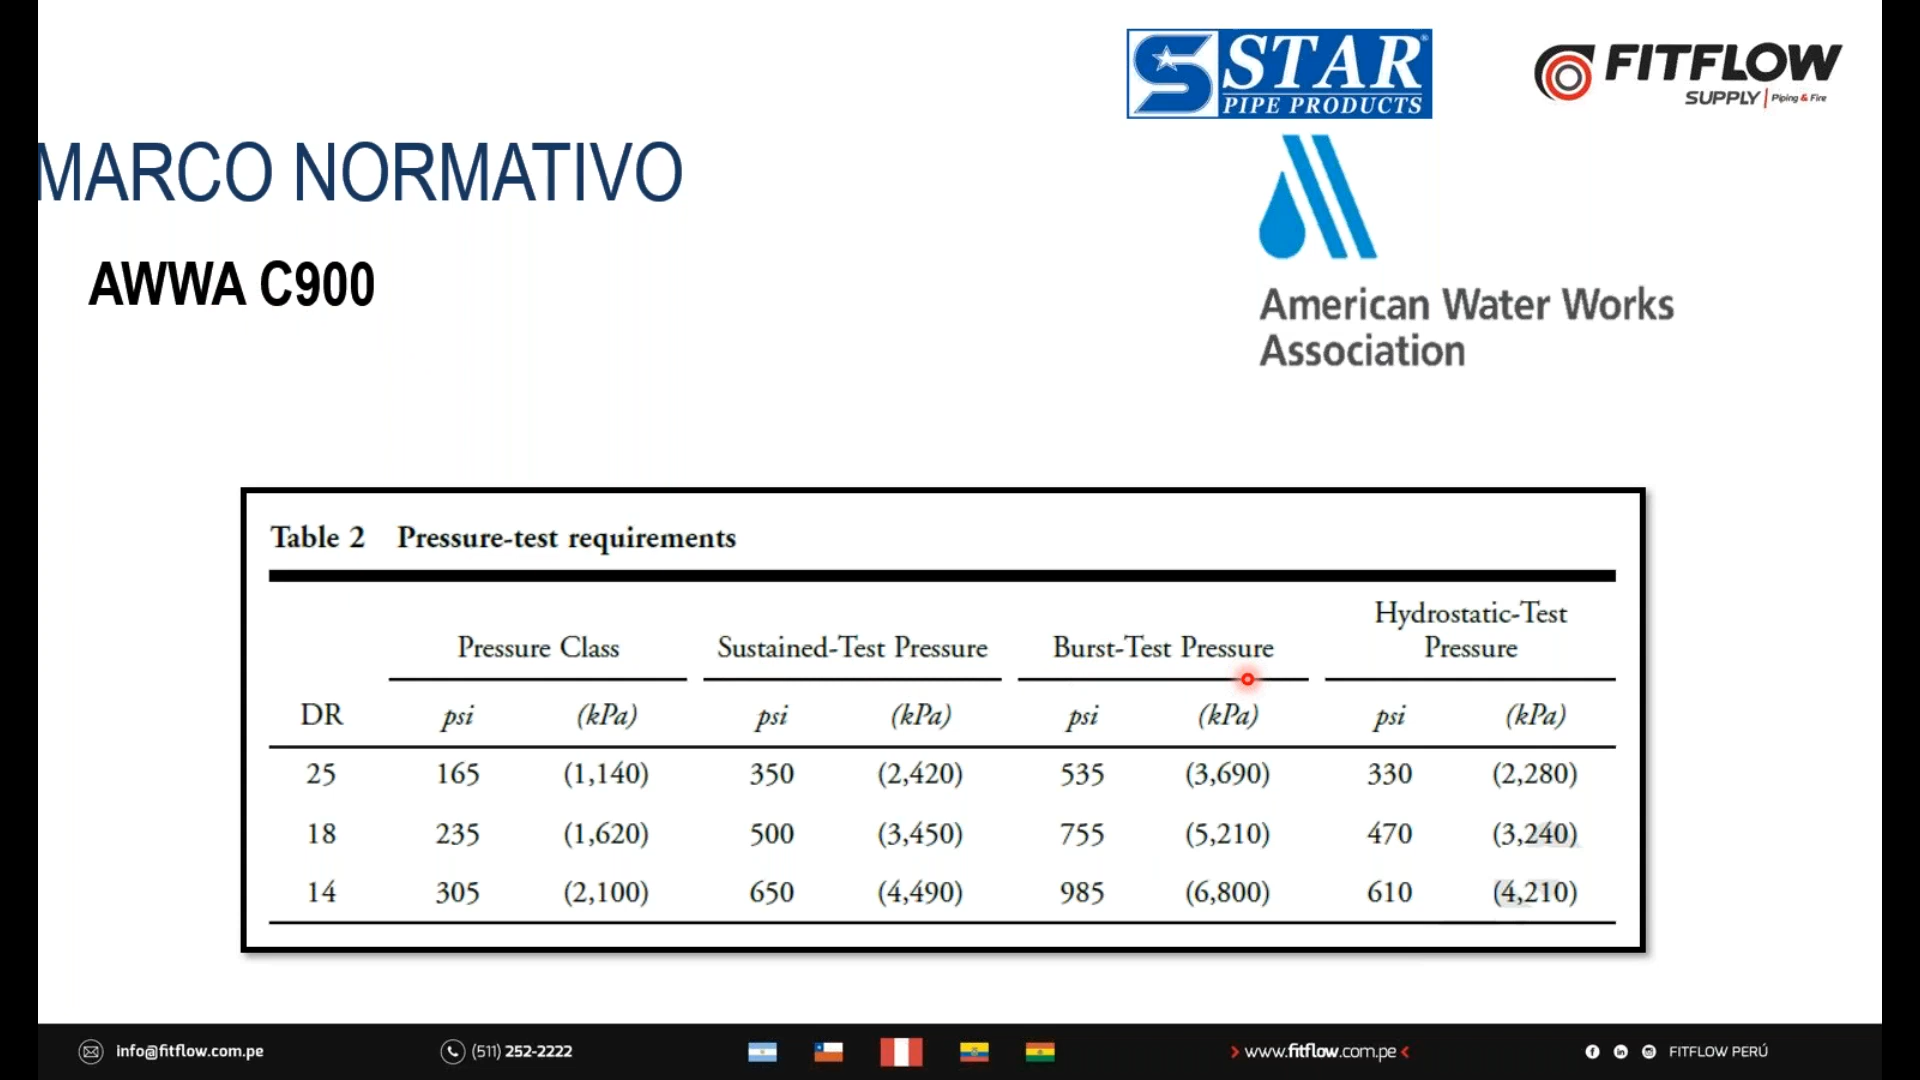 STAR
PIPE PRODUCTS
FITFLOW
SUPPLY | Piping & Fire
MARCO NORMATIVO
AWWA C900
American Water Works
Association
Table 2 Pressure-test requirements
Pressure Class Sustained-Test Pressure Burst-Test Pressure Hydrostatic-Test Pressure
DR psi (kPa) psi (kPa) psi (kPa) psi (kPa)
25 165 (1,140) 350 (2,420) 535 (3,690) 330 (2,280)
18 235 (1,620) 500 (3,450) 755 (5,210) 470 (3,240)
14 305 (2,100) 650 (4,490) 985 (6,800) 610 (4,210)
info@fitflow.com.pe (511) 252-2222 > www.fitflow.com.pe < FITFLOW PERÚ